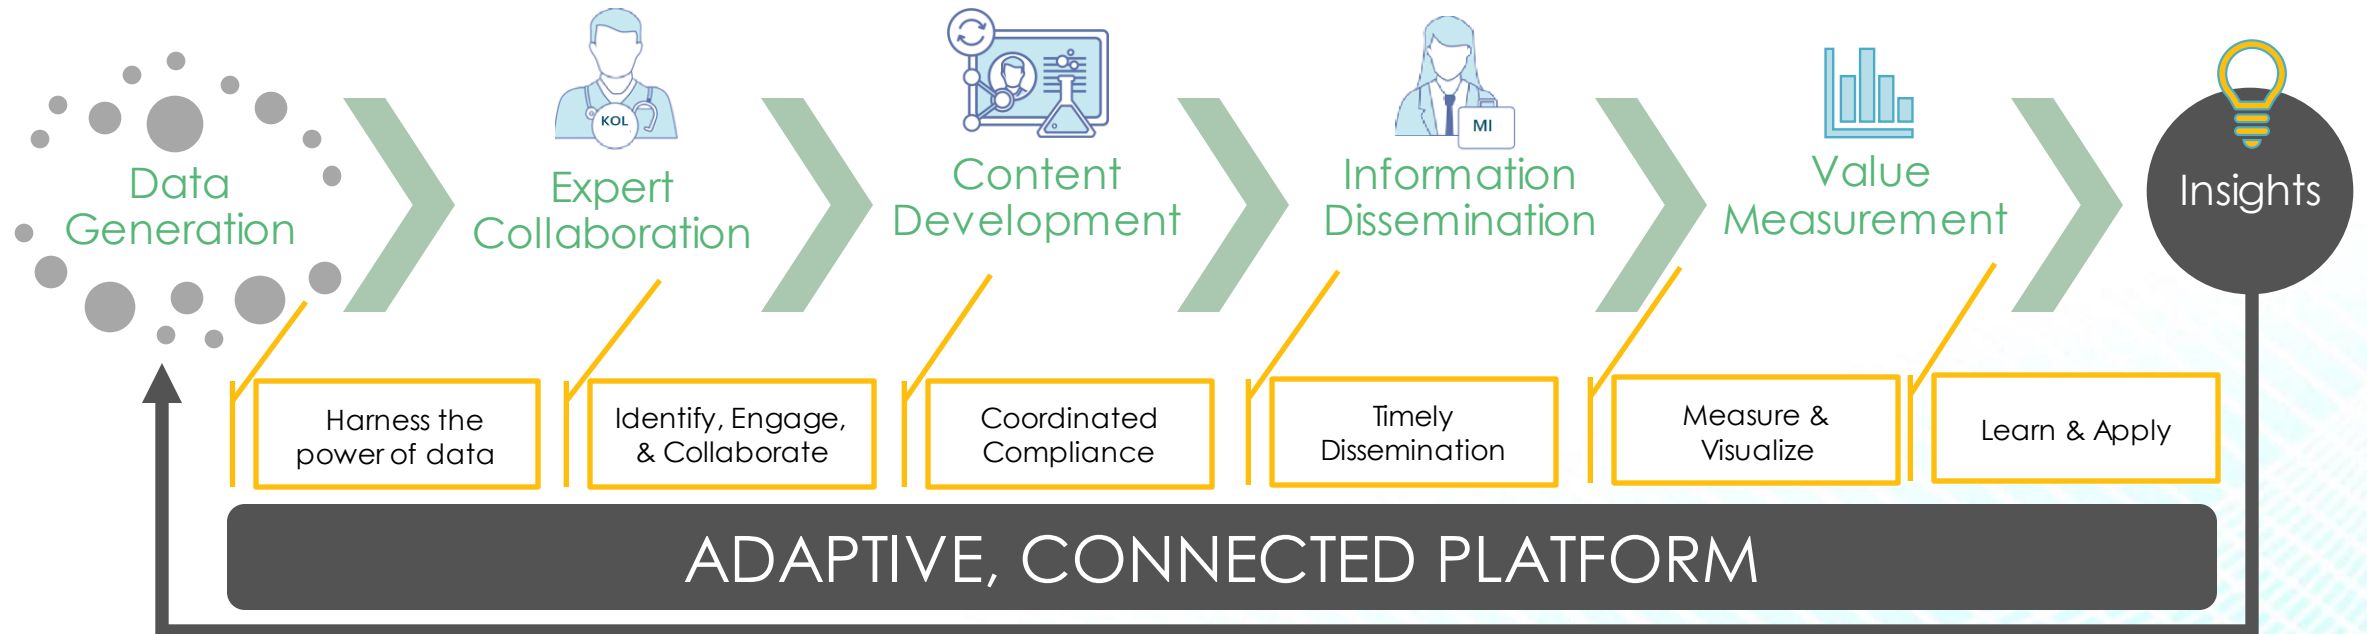 KOL
MI
Data
Generation
Expert
Collaboration
Content
Development
Information
Dissemination
Value
Measurement
Insights
Harness the
power of data
Identify, Engage,
& Collaborate
Coordinated
Compliance
Timely
Dissemination
Measure &
Visualize
Learn & Apply
ADAPTIVE, CONNECTED PLATFORM